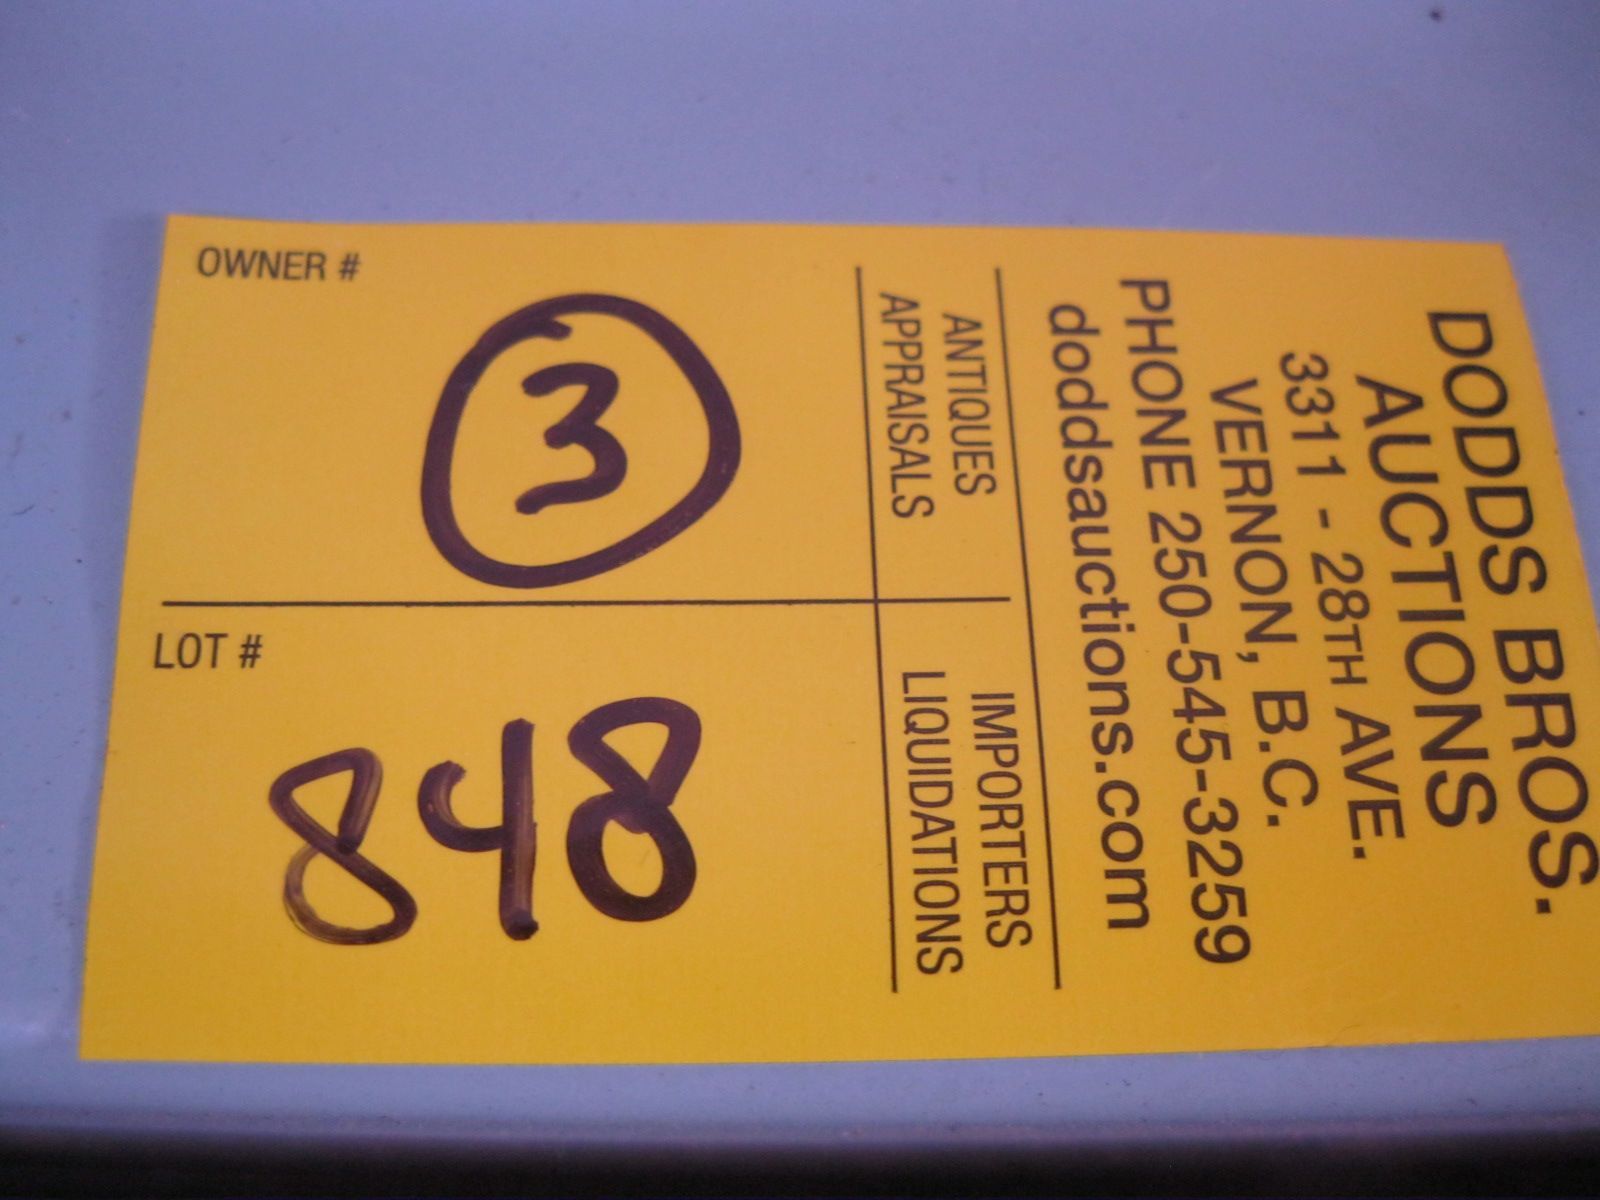 DODDS BROS.
AUCTIONS
3311 - 28TH AVE.
VERNON, B.C.
PHONE 250-545-3259
doddsauctions.com
ANTIQUES
APPRAISALS
IMPORTERS
LIQUIDATIONS
OWNER #
3
LOT #
848